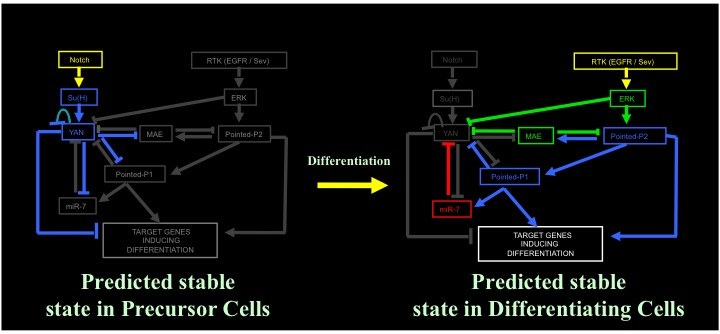 Notch
RTK (EGFR / Sev)
Su(H)
ERK
YAN
MAE
Pointed-P2
Pointed-P1
miR-7
TARGET GENES
INDUCING
DIFFERENTIATION
Predicted stable
state in Precursor Cells
Differentiation
Notch
RTK (EGFR / Sev)
Su(H)
ERK
YAN
MAE
Pointed-P2
Pointed-P1
miR-7
TARGET GENES
INDUCING
DIFFERENTIATION
Predicted stable
state in Differentiating Cells